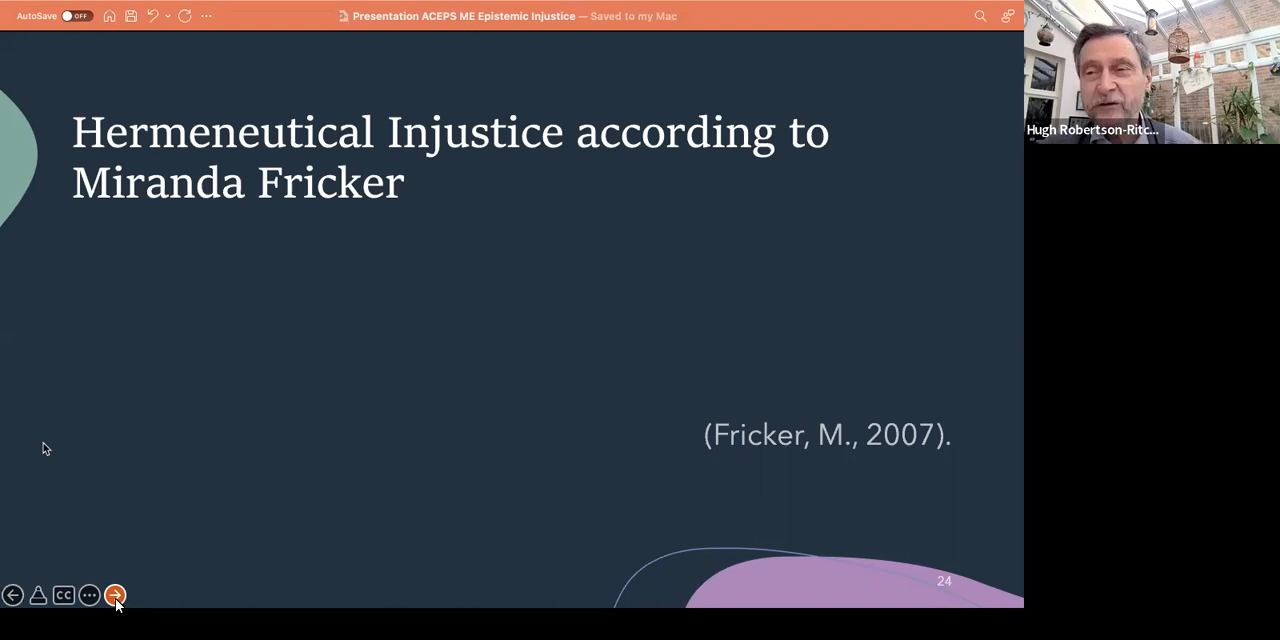 AutoSave OFF
Presentation ACEPS ME Epistemic Injustice — Saved to my Mac
Hugh Robertson-Ritc...
Hermeneutical Injustice according to
Miranda Fricker
(Fricker, M., 2007).
24
CC